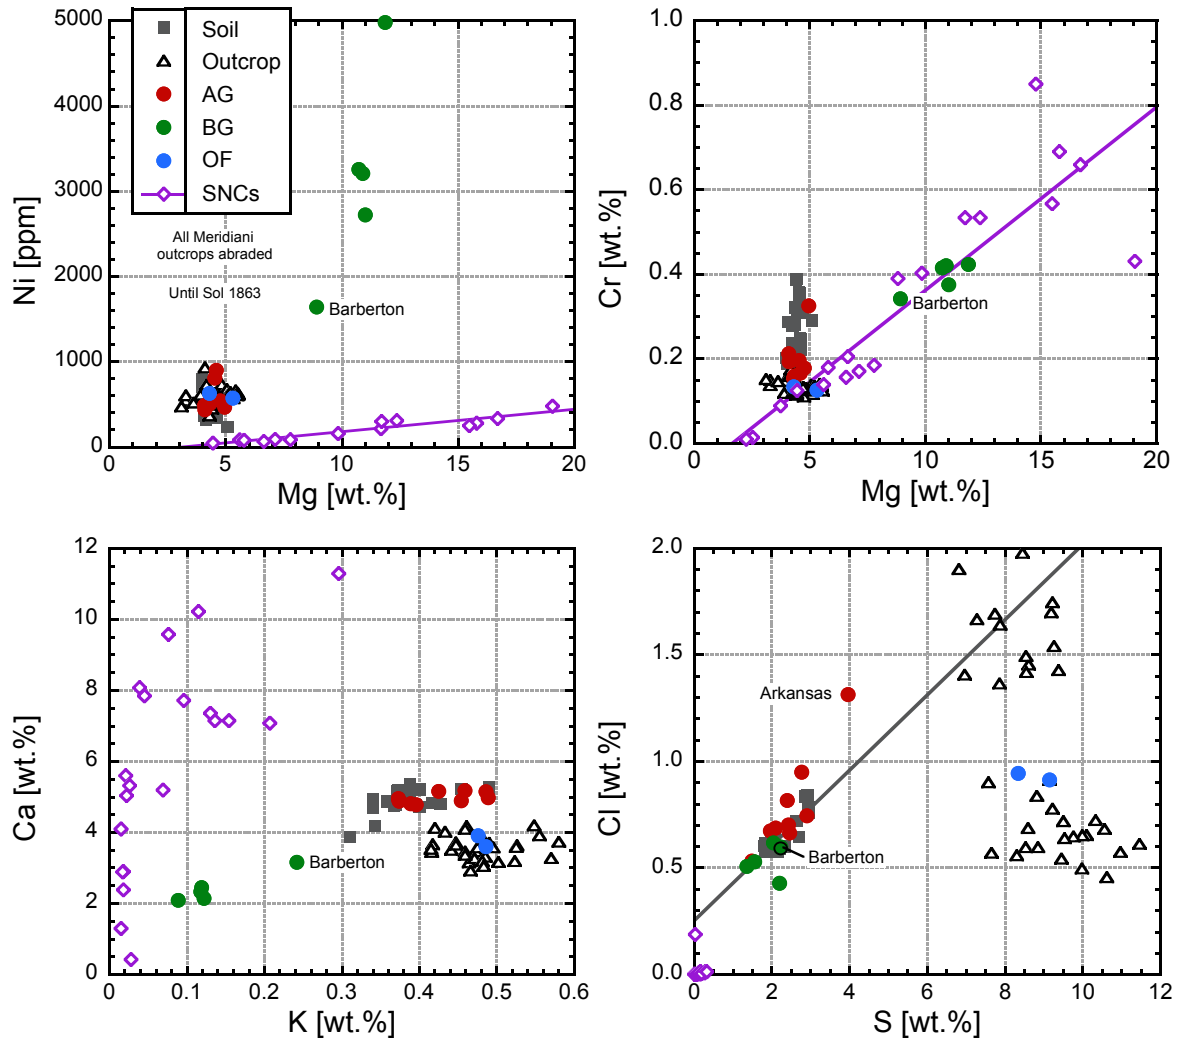 5000
4000
3000
2000
1000
0
Ni [ppm]
Soil
Outcrop
AG
BG
OF
SNCs
All Meridiani
outcrops abraded
Until Sol 1863
Barberton
0 5 10 15 20
Mg [wt.%]
1.0
0.8
0.6
0.4
0.2
0.0
Cr [wt.%]
Barberton
0 5 10 15 20
Mg [wt.%]
12
10
8
6
4
2
0
Ca [wt.%]
Barberton
0 0.1 0.2 0.3 0.4 0.5 0.6
K [wt.%]
2.0
1.5
1.0
0.5
0.0
Cl [wt.%]
Arkansas
Barberton
0 2 4 6 8 10 12
S [wt.%]